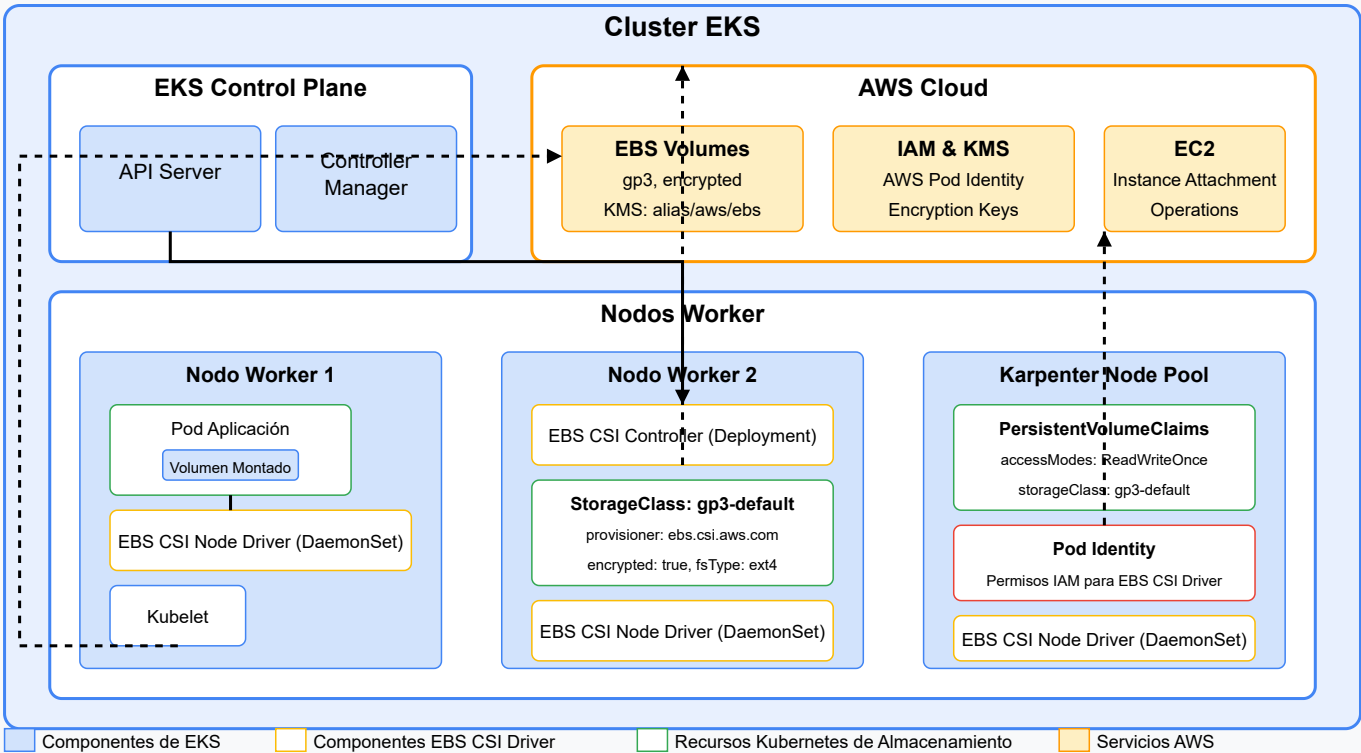 Cluster EKS
EKS Control Plane
API Server
Controller
Manager
AWS Cloud
EBS Volumes
gp3, encrypted
KMS: alias/aws/ebs
IAM & KMS
AWS Pod Identity
Encryption Keys
EC2
Instance Attachment
Operations
Nodos Worker
Nodo Worker 1
Pod Aplicación
Volumen Montado
EBS CSI Node Driver (DaemonSet)
Kubelet
Nodo Worker 2
EBS CSI Controller (Deployment)
StorageClass: gp3-default
provisioner: ebs.csi.aws.com
encrypted: true, fsType: ext4
EBS CSI Node Driver (DaemonSet)
Karpenter Node Pool
PersistentVolumeClaims
accessModes: ReadWriteOnce
storageClass: gp3-default
Pod Identity
Permisos IAM para EBS CSI Driver
EBS CSI Node Driver (DaemonSet)
Componentes de EKS
Componentes EBS CSI Driver
Recursos Kubernetes de Almacenamiento
Servicios AWS